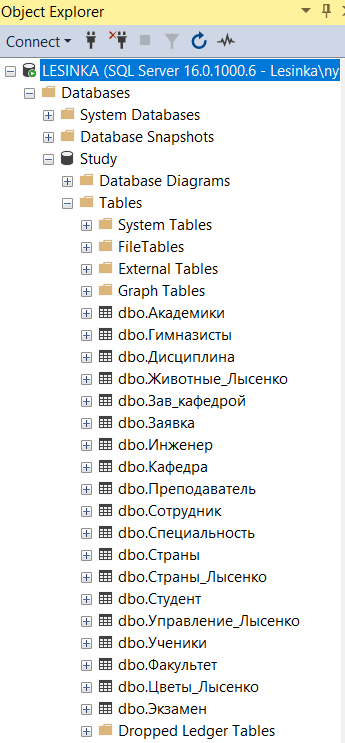 Object Explorer
Connect
LESINKA (SQL Server 16.0.1000.6 - Lesinka\ny
Databases
System Databases
Database Snapshots
Study
Database Diagrams
Tables
System Tables
FileTables
External Tables
Graph Tables
dbo.Академики
dbo.Гимназисты
dbo.Дисциплина
dbo.Животные_Лысенко
dbo.Зав_кафедрой
dbo.Заявка
dbo.Инженер
dbo.Кафедра
dbo.Преподаватель
dbo.Сотрудник
dbo.Специальность
dbo.Страны
dbo.Страны_Лысенко
dbo.Студент
dbo.Управление_Лысенко
dbo.Ученики
dbo.Факультет
dbo.Цветы_Лысенко
dbo.Экзамен
Dropped Ledger Tables